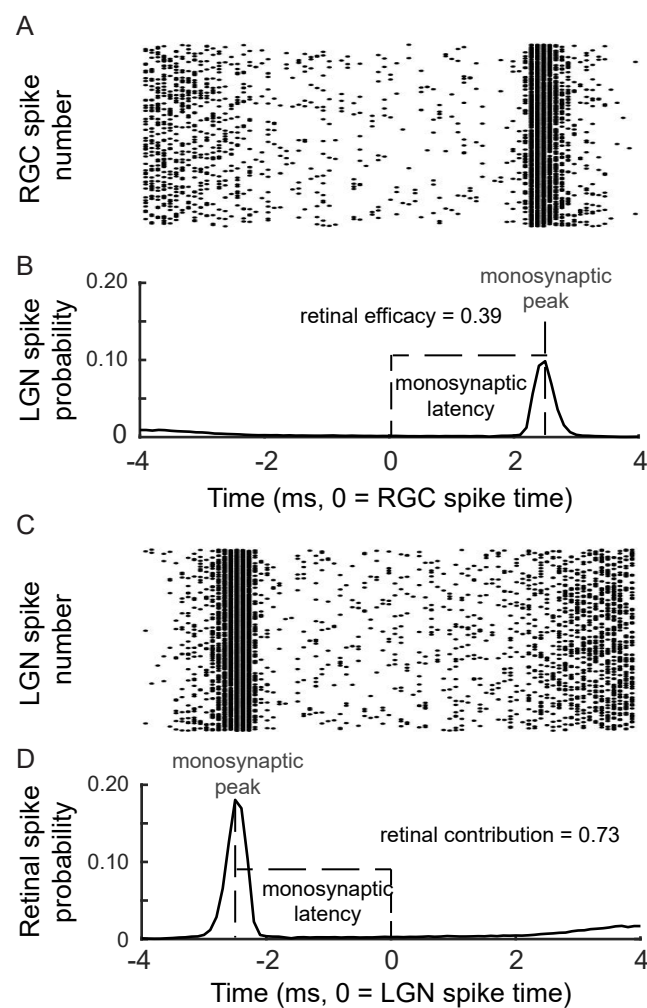 A
RGC spike
number
B
LGN spike
probability
0.20
0.10
0
monosynaptic
peak
retinal efficacy = 0.39
monosynaptic
latency
-4 -2 0 2 4
Time (ms, 0 = RGC spike time)
C
LGN spike
number
D
Retinal spike
probability
0.20
0.10
0
monosynaptic
peak
retinal contribution = 0.73
monosynaptic
latency
-4 -2 0 2 4
Time (ms, 0 = LGN spike time)